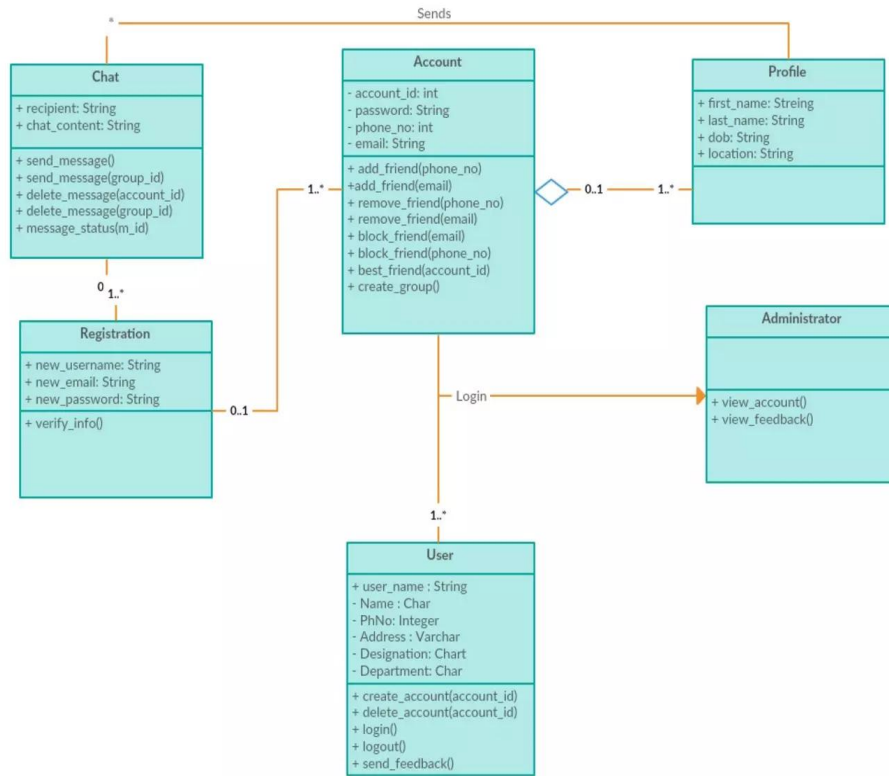 Sends
*
Chat
+ recipient: String
+ chat_content: String
+ send_message()
+ send_message(group_id)
+ delete_message(account_id)
+ delete_message(group_id)
+ message_status(m_id)
Account
- account_id: int
- password: String
- phone_no: int
- email: String
+ add_friend(phone_no)
+add_friend(email)
+ remove_friend(phone_no)
+ remove_friend(email)
+ block_friend(email)
+ block_friend(phone_no)
+ best_friend(account_id)
+ create_group()
Profile
+ first_name: Streing
+ last_name: String
+ dob: String
+ location: String
1..*
0..1
1..*
0
1..*
Registration
+ new_username: String
+ new_email: String
+ new_password: String
+ verify_info()
0..1
Login
Administrator
+ view_account()
+ view_feedback()
1..*
User
+ user_name : String
- Name : Char
- PhNo: Integer
- Address : Varchar
- Designation: Chart
- Department: Char
+ create_account(account_id)
+ delete_account(account_id)
+ login()
+ logout()
+ send_feedback()